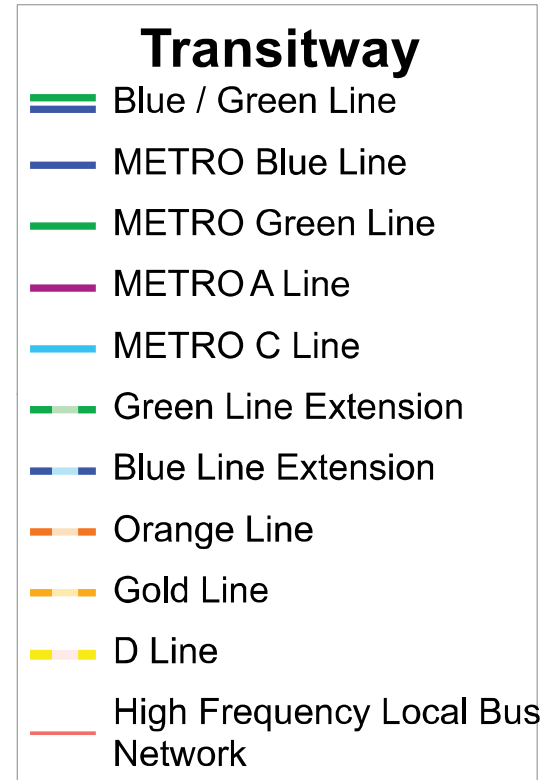 Transitway
Blue / Green Line
METRO Blue Line
METRO Green Line
METRO A Line
METRO C Line
Green Line Extension
Blue Line Extension
Orange Line
Gold Line
D Line
High Frequency Local Bus
Network